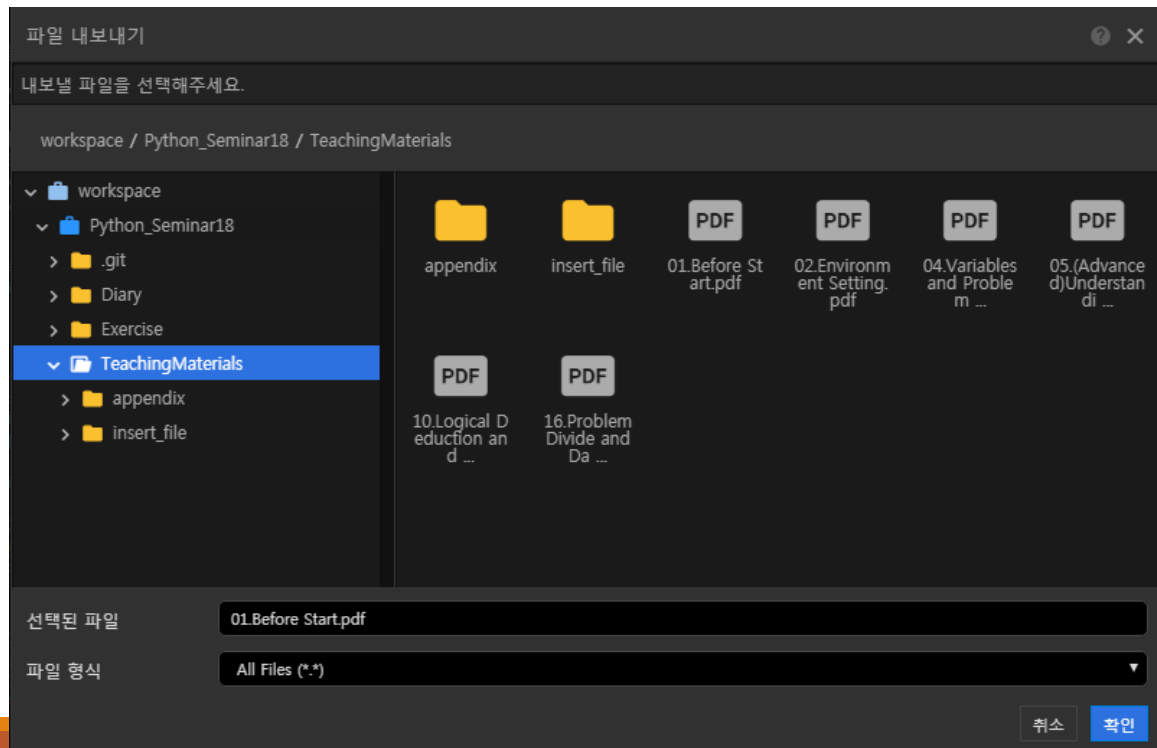 파일 내보내기
내보낼 파일을 선택해주세요.
workspace / Python_Seminar18 / TeachingMaterials
workspace
Python_Seminar18
.git
Diary
Exercise
TeachingMaterials
appendix
insert_file
appendix
insert_file
PDF
01.Before St
art.pdf
PDF
02.Environm
ent Setting.
pdf
PDF
04.Variables
and Proble
m ...
PDF
05.(Advance
d)Understan
di ...
PDF
10.Logical D
eduction an
d ...
PDF
16.Problem
Divide and
Da ...
선택된 파일
01.Before Start.pdf
파일 형식
All Files (*.*)
취소
확인